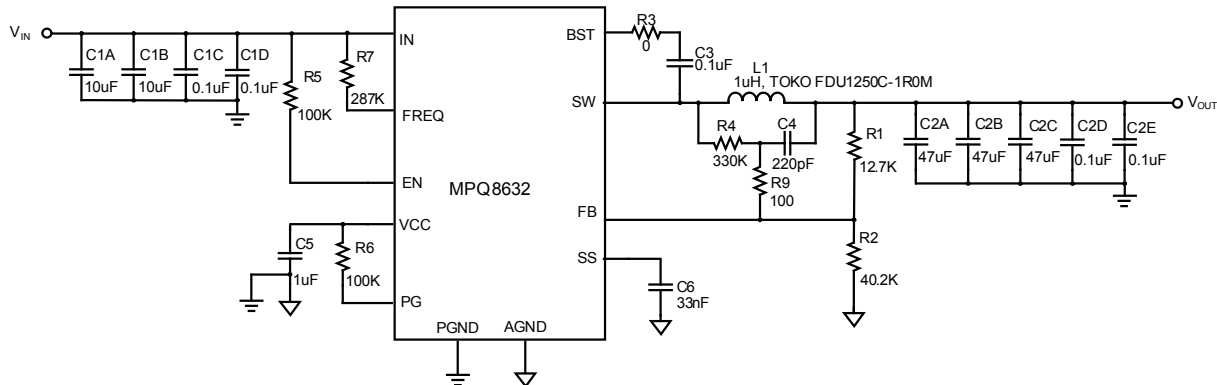 V_IN
C1A
10uF
C1B
10uF
C1C
0.1uF
C1D
0.1uF
R5
100K
R7
287K
IN
FREQ
EN
VCC
PG
C5
1uF
R6
100K
MPQ8632
PGND
AGND
BST
SW
FB
SS
R3
0
C3
0.1uF
L1
1uH, TOKO FDU1250C-1R0M
R4
330K
C4
220pF
R9
100
R1
12.7K
R2
40.2K
C6
33nF
C2A
47uF
C2B
47uF
C2C
47uF
C2D
0.1uF
C2E
0.1uF
V_OUT